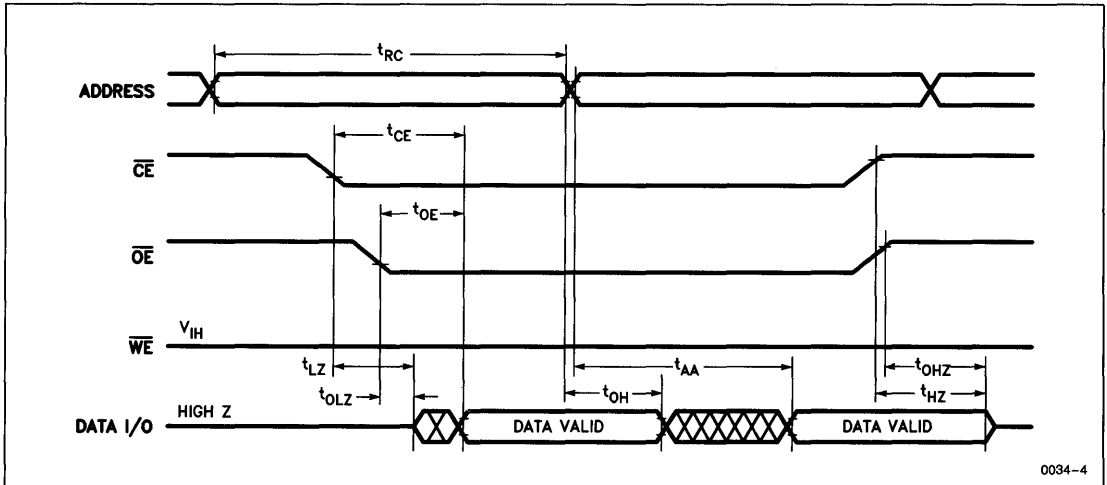 tRC
ADDRESS
tCE
CE
tOE
OE
VIH
WE
tLZ
tAA
tOHZ
tOLZ
tOH
tHZ
HIGH Z
DATA I/O
DATA VALID
DATA VALID
0034-4